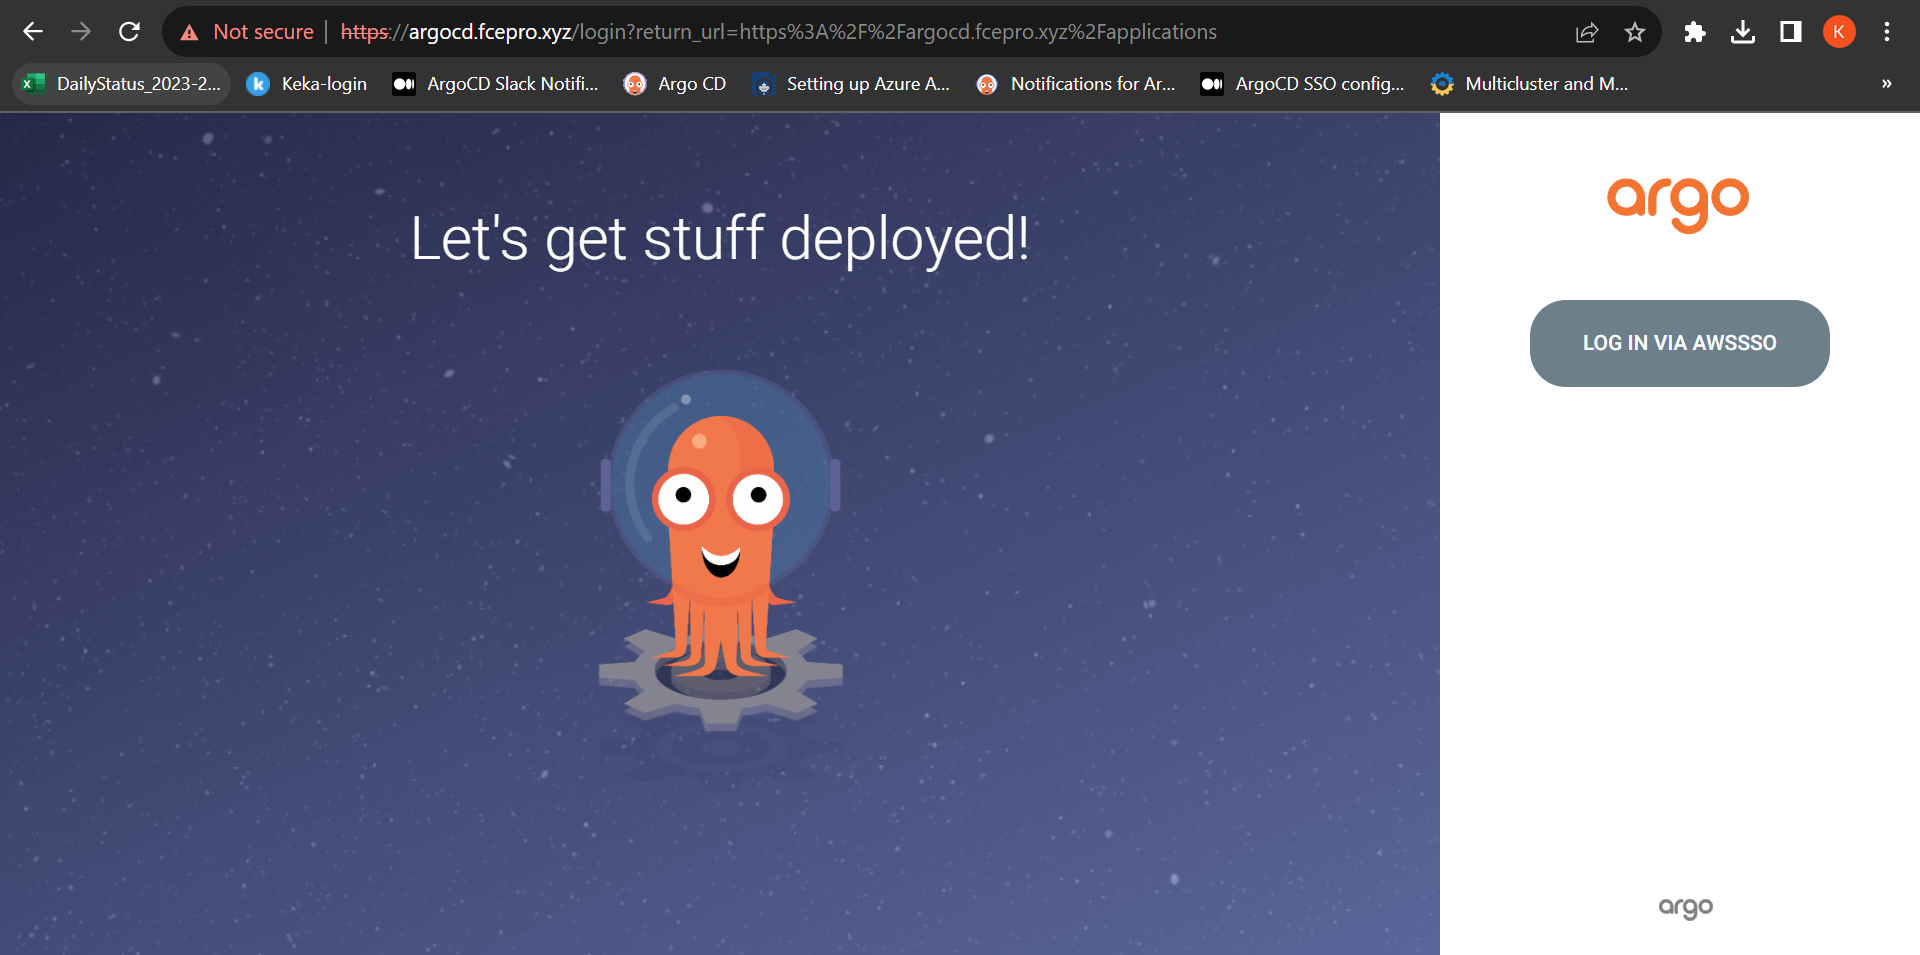 Not secure
https://argocd.fcepro.xyz/login?return_url=https%3A%2F%2Fargocd.fcepro.xyz%2Fapplications
K
DailyStatus_2023-2...
Keka-login
ArgoCD Slack Notifi...
Argo CD
Setting up Azure A...
Notifications for Ar...
ArgoCD SSO config...
Multicluster and M...
»
Let's get stuff deployed!
argo
LOG IN VIA AWSSSO
argo